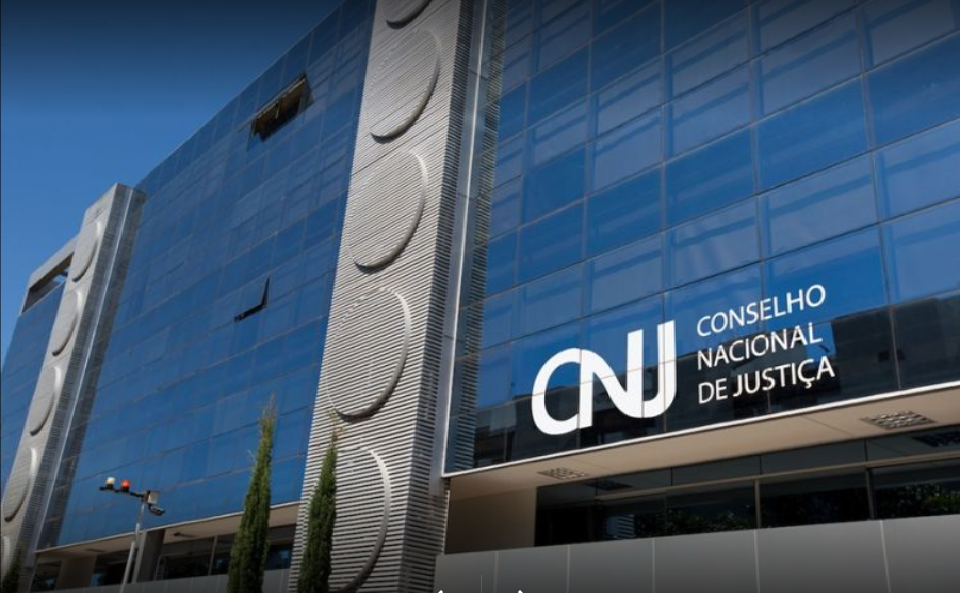 CNJ
CONSELHO
NACIONAL
DE JUSTIÇA